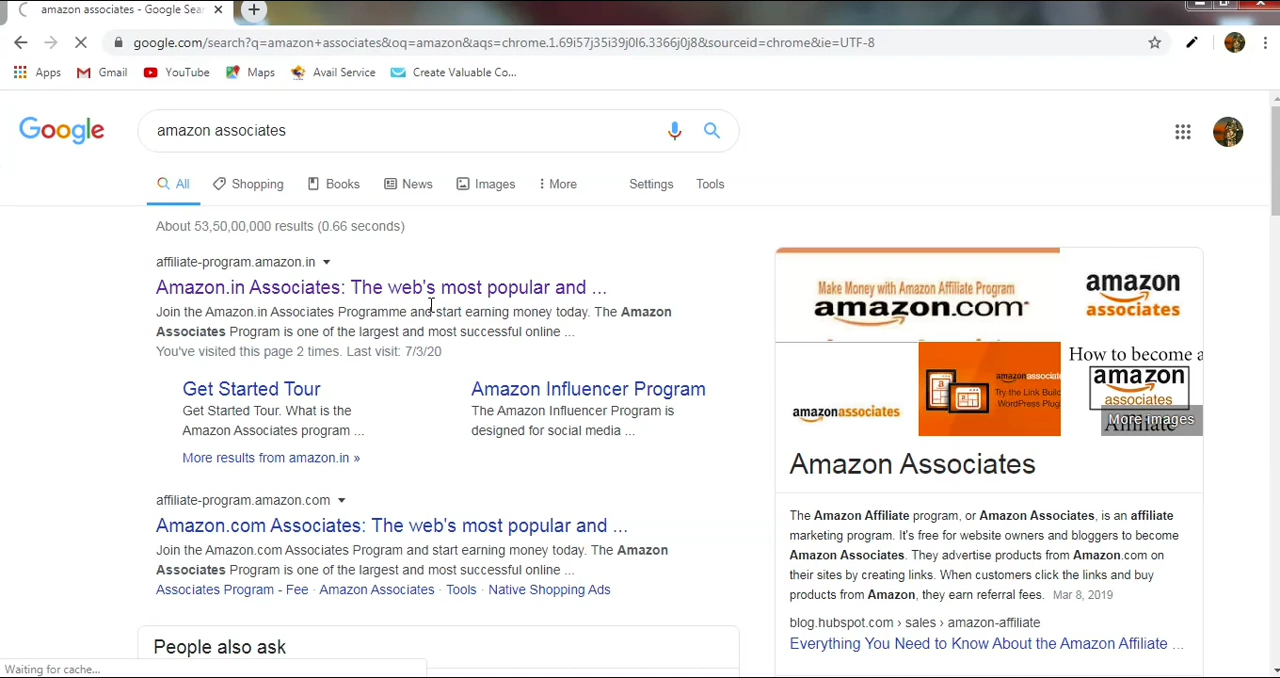 amazon associates - Google Sea
google.com/search?q=amazon+associates&oq=amazon&aqs=chrome.1.69i57j35i39j0l6.3366j0j8&sourceid=chrome&ie=UTF-8
Apps Gmail YouTube Maps Avail Service Create Valuable Co...
Google amazon associates
All Shopping Books News Images More Settings Tools
About 53,50,00,000 results (0.66 seconds)
affiliate-program.amazon.in
Amazon.in Associates: The web's most popular and ...
Join the Amazon.in Associates Programme and start earning money today. The Amazon
Associates Program is one of the largest and most successful online ...
You've visited this page 2 times. Last visit: 7/3/20
Get Started Tour
Get Started Tour. What is the
Amazon Associates program ...
Amazon Influencer Program
The Amazon Influencer Program is
designed for social media ...
More results from amazon.in »
affiliate-program.amazon.com
Amazon.com Associates: The web's most popular and ...
Join the Amazon.com Associates Program and start earning money today. The Amazon
Associates Program is one of the largest and most successful online ...
Associates Program - Fee · Amazon Associates · Tools · Native Shopping Ads
People also ask
Waiting for cache...
Make Money with Amazon Affiliate Program
amazon.com
amazon
associates
amazonassociates
amazonassocia
Try the Link Build
WordPress Plug
How to become a
amazon
associates
Affiliate
More images
Amazon Associates
The Amazon Affiliate program, or Amazon Associates, is an affiliate
marketing program. It's free for website owners and bloggers to become
Amazon Associates. They advertise products from Amazon.com on
their sites by creating links. When customers click the links and buy
products from Amazon, they earn referral fees. Mar 8, 2019
blog.hubspot.com › sales › amazon-affiliate
Everything You Need to Know About the Amazon Affiliate ...